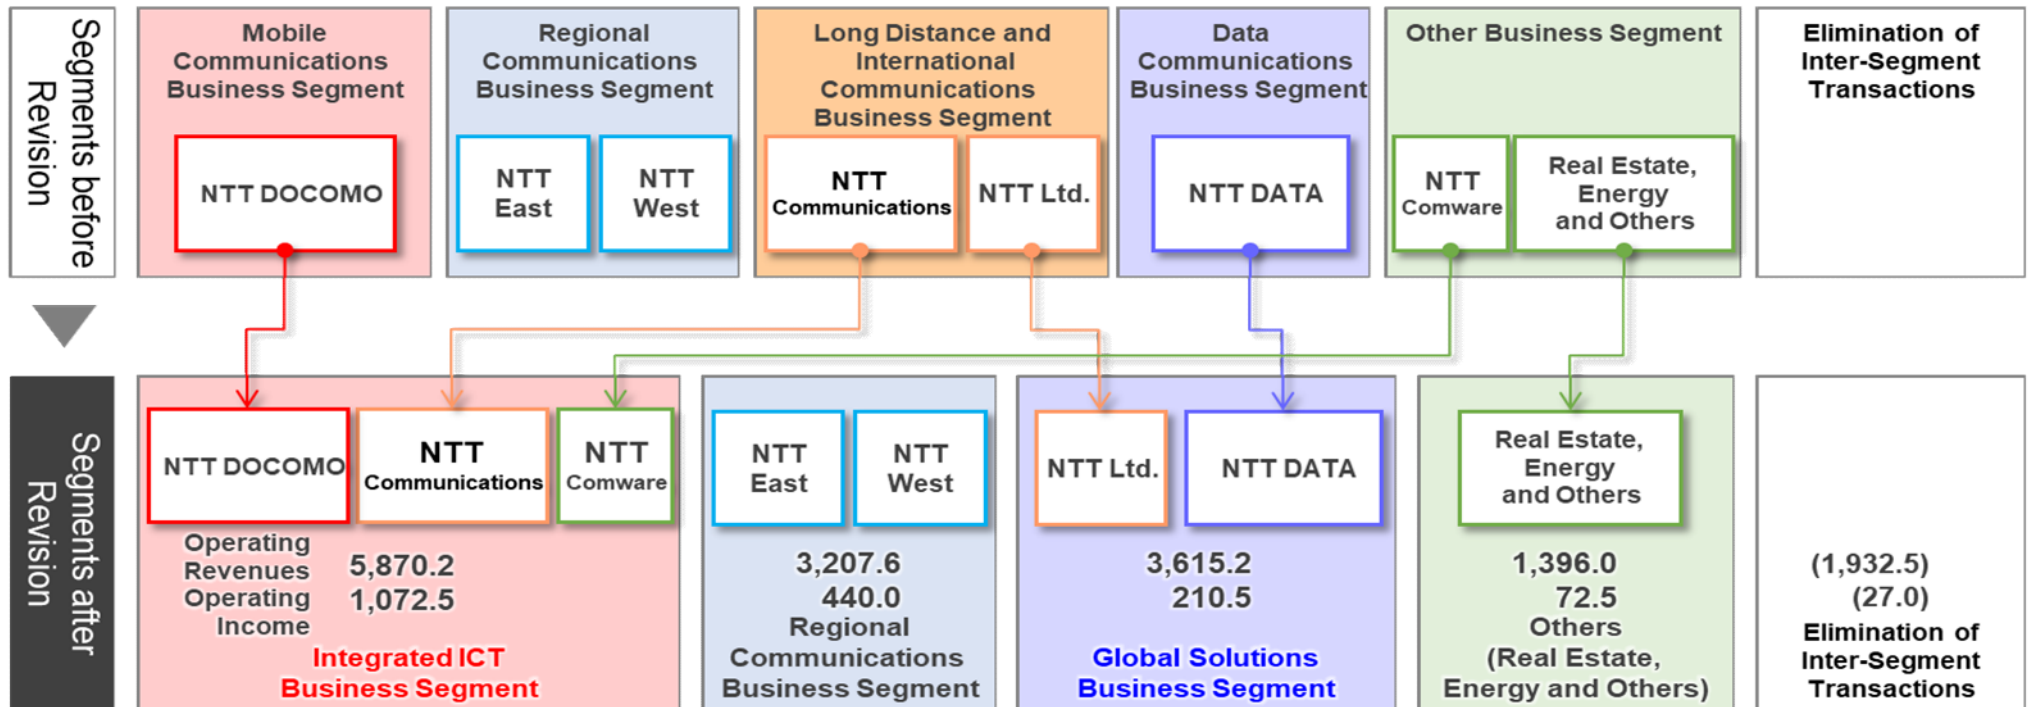 Segments before
Revision
Mobile
Communications
Business Segment
NTT DOCOMO
Regional
Communications
Business Segment
NTT
East
NTT
West
Long Distance and
International
Communications
Business Segment
NTT
Communications
NTT Ltd.
Data
Communications
Business Segment
NTT DATA
Other Business Segment
NTT
Comware
Real Estate,
Energy
and Others
Elimination of
Inter-Segment
Transactions
Segments after
Revision
NTT DOCOMO
NTT
Communications
NTT
Comware
Operating
Revenues
5,870.2
Operating
Income
1,072.5
Integrated ICT
Business Segment
NTT
East
NTT
West
3,207.6
440.0
Regional
Communications
Business Segment
NTT Ltd.
NTT DATA
3,615.2
210.5
Global Solutions
Business Segment
Real Estate,
Energy
and Others
1,396.0
72.5
Others
(Real Estate,
Energy and Others)
(1,932.5)
(27.0)
Elimination of
Inter-Segment
Transactions